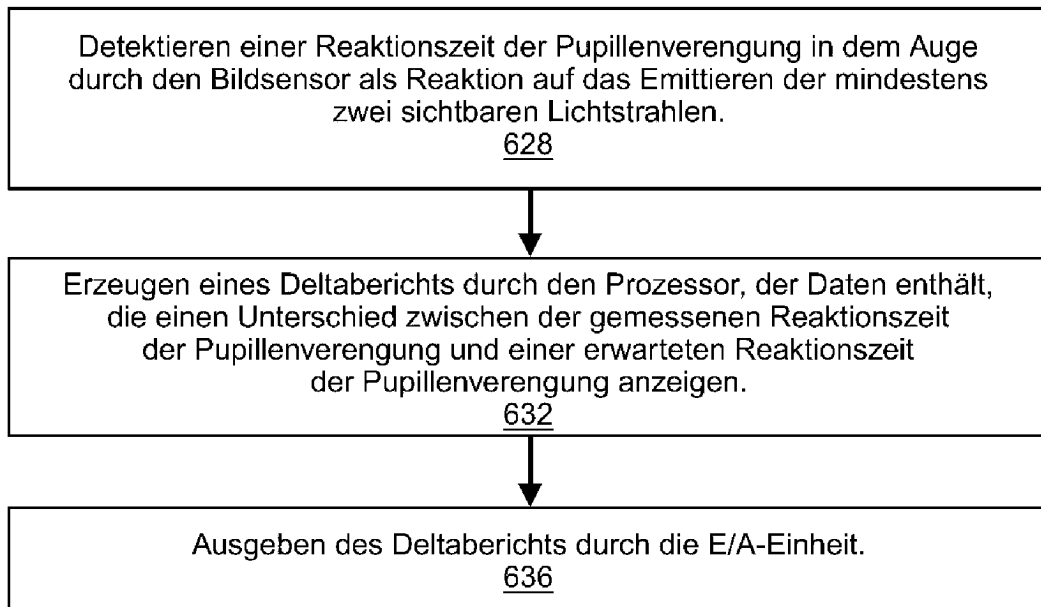 Detektieren einer Reaktionszeit der Pupillenverengung in dem Auge
durch den Bildsensor als Reaktion auf das Emittieren der mindestens
zwei sichtbaren Lichtstrahlen.
628
Erzeugen eines Deltaberichts durch den Prozessor, der Daten enthält,
die einen Unterschied zwischen der gemessenen Reaktionszeit
der Pupillenverengung und einer erwarteten Reaktionszeit
der Pupillenverengung anzeigen.
632
Ausgeben des Deltaberichts durch die E/A-Einheit.
636